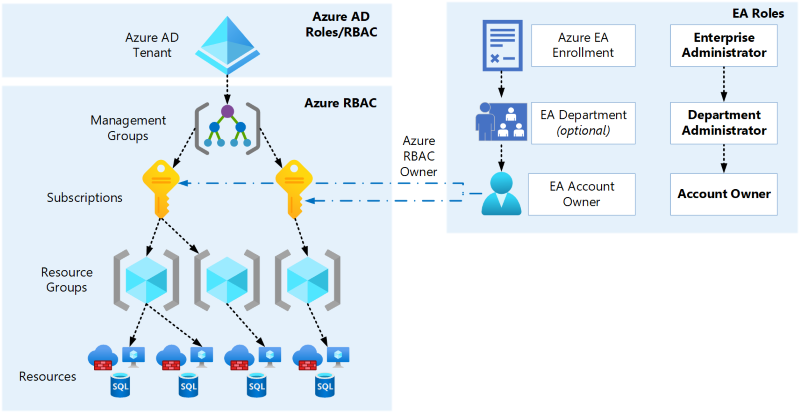 Azure AD
Roles/RBAC
Azure AD
Tenant
Azure RBAC
Management
Groups
Subscriptions
Resource
Groups
Resources
SQL
SQL
SQL
SQL
Azure
RBAC
Owner
EA Roles
Azure EA
Enrollment
Enterprise
Administrator
EA Department
(optional)
Department
Administrator
EA Account
Owner
Account Owner